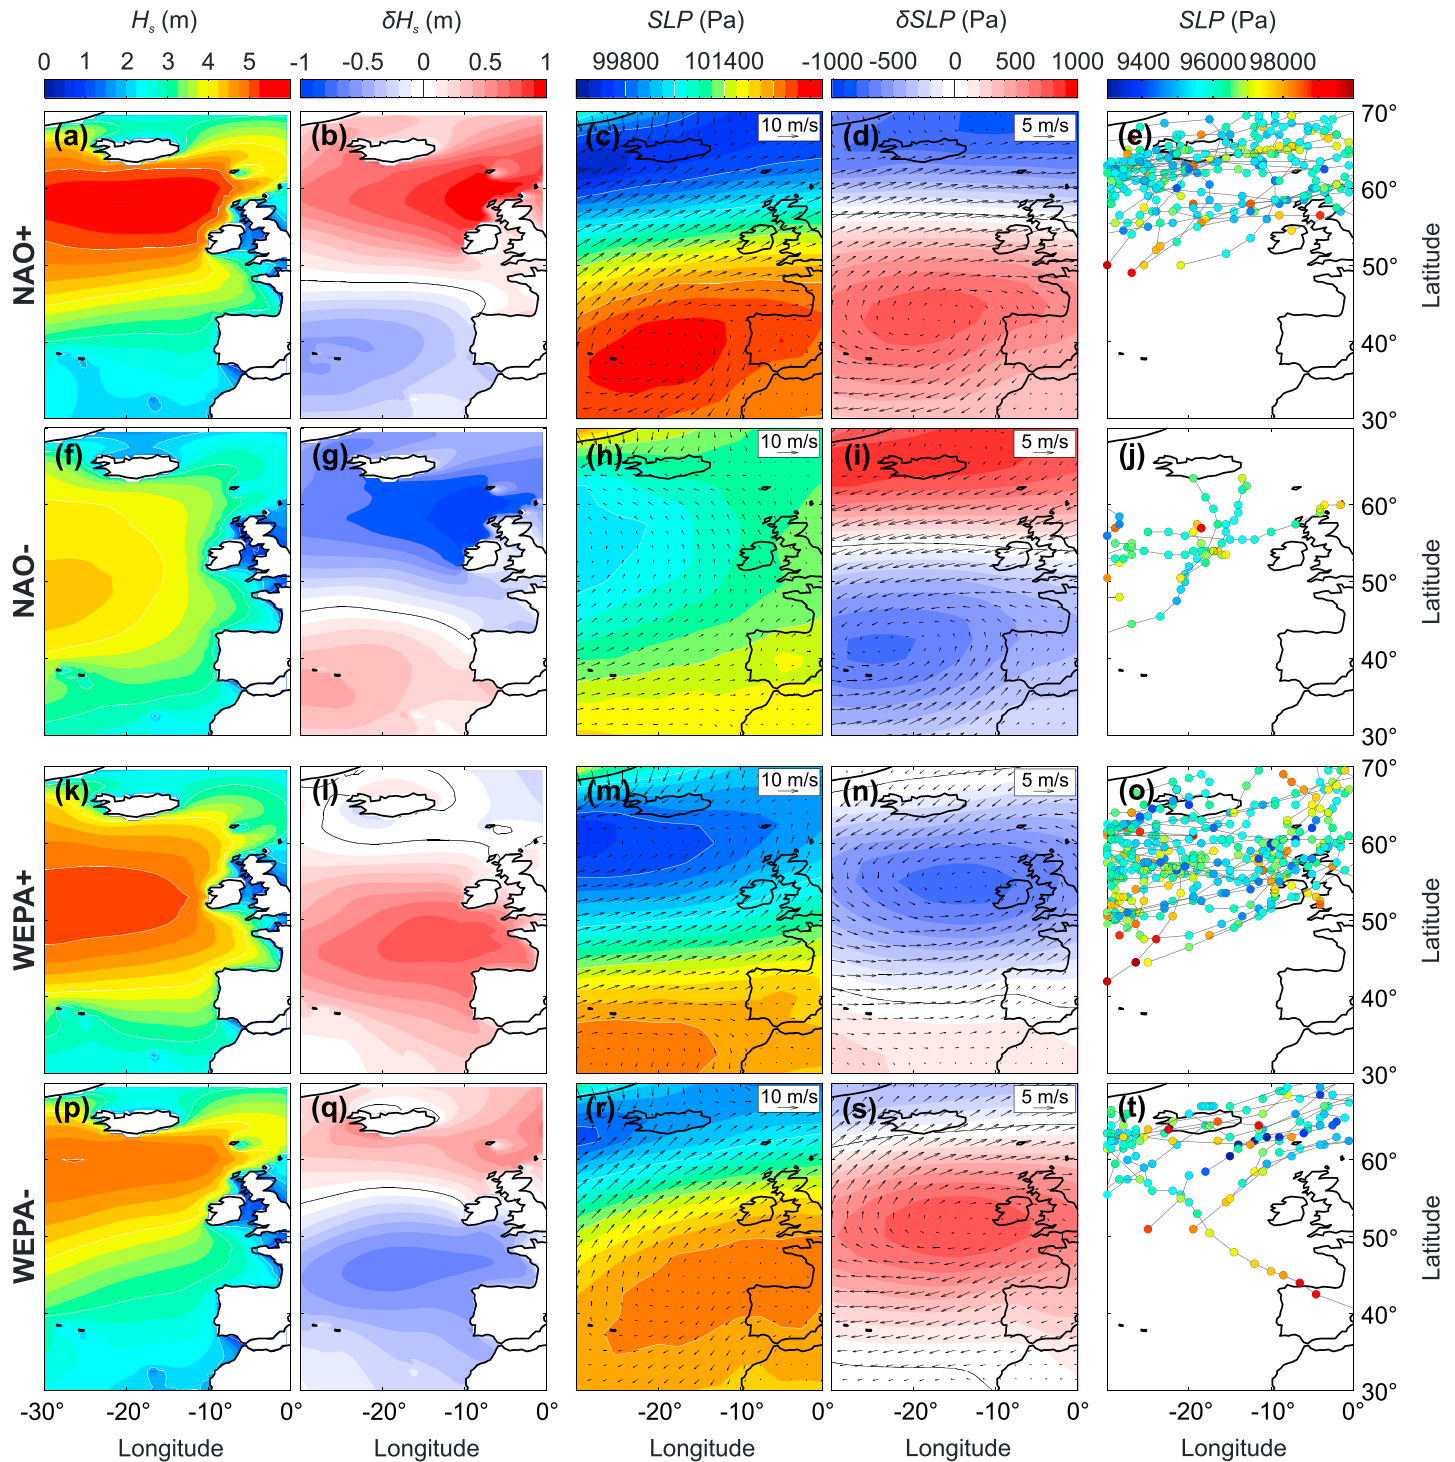 Hs (m) δHs (m) SLP (Pa) δSLP (Pa) SLP (Pa)
0 1 2 3 4 5 -1 -0.5 0 0.5 1 99800 101400 -1000 -500 0 500 1000 9400 96000 98000
NAO+ (a) (b) (c) 10 m/s (d) 5 m/s (e) 70° 60° 50° 40° 30° Latitude
NAO- (f) (g) (h) 10 m/s (i) 5 m/s (j) 60° 50° 40° 30° Latitude
WEPA+ (k) (l) (m) 10 m/s (n) 5 m/s (o) 70° 60° 50° 40° 30° Latitude
WEPA- (p) (q) (r) 10 m/s (s) 5 m/s (t) 60° 50° 40° 30° Latitude
-30° -20° -10° 0° -20° -10° 0° -20° -10° 0° -20° -10° 0° -20° 0°
Longitude Longitude Longitude Longitude Longitude